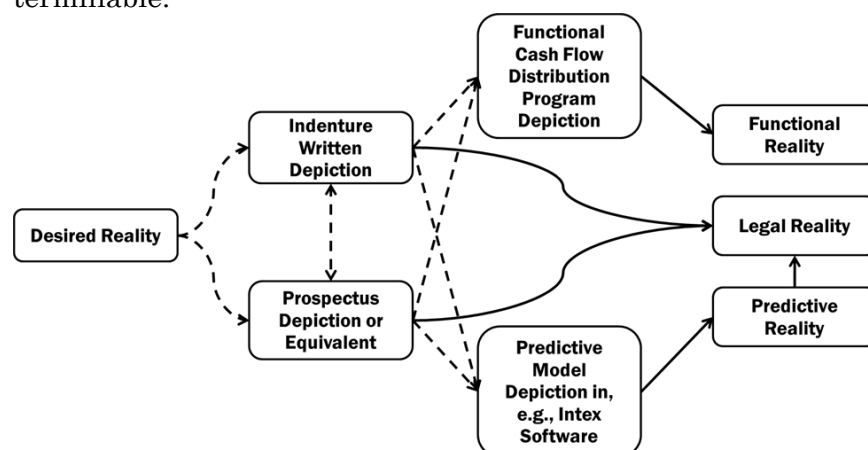 terminable.
Functional
Cash Flow
Distribution
Program
Depiction
Indenture
Written
Depiction
Functional
Reality
Desired Reality
Legal Reality
Prospectus
Depiction or
Equivalent
Predictive
Reality
Predictive
Model
Depiction in,
e.g., Intex
Software